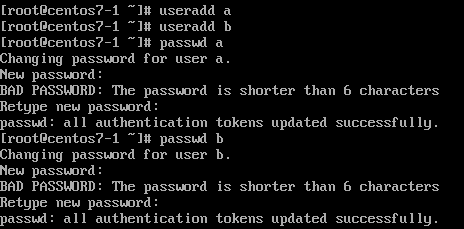 [root@centos7-1 ~]# useradd a
[root@centos7-1 ~]# useradd b
[root@centos7-1 ~]# passwd a
Changing password for user a.
New password:
BAD PASSWORD: The password is shorter than 6 characters
Retype new password:
passwd: all authentication tokens updated successfully.
[root@centos7-1 ~]# passwd b
Changing password for user b.
New password:
BAD PASSWORD: The password is shorter than 6 characters
Retype new password:
passwd: all authentication tokens updated successfully.